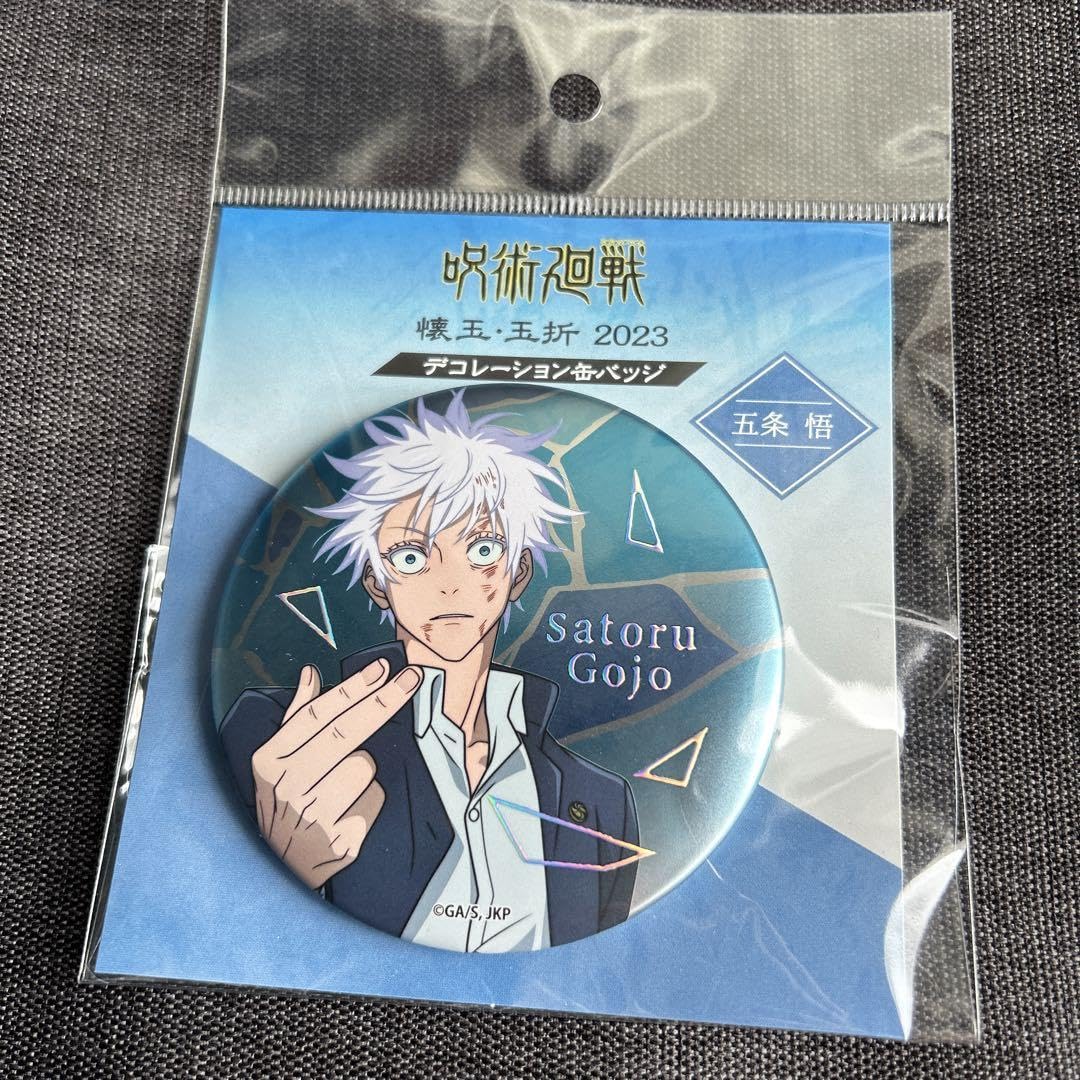 呪術廻戦
懐玉・玉折 2023
デコレーション缶バッジ
五条 悟
Satoru
Gojo
©GA/S, JKP